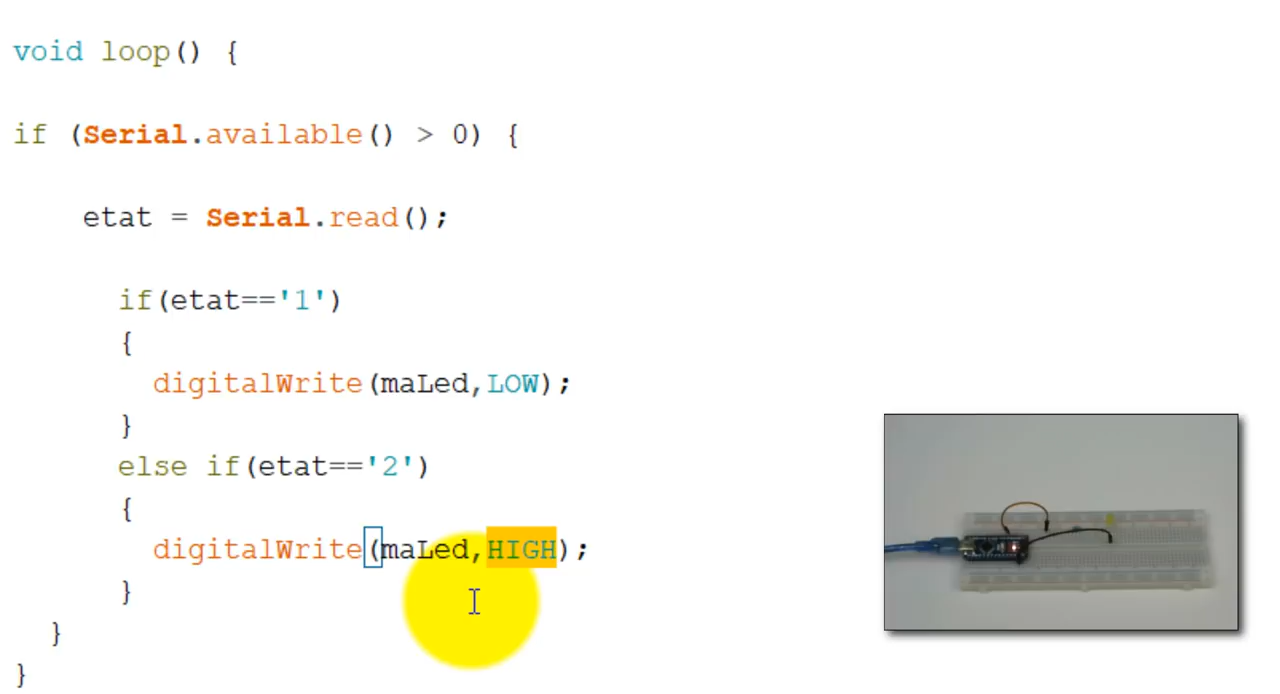 void loop() {
if (Serial.available() > 0) {
etat = Serial.read();
if(etat=='1')
{
digitalWrite(maLed,LOW);
}
else if(etat=='2')
{
digitalWrite(maLed,HIGH);
}
}
}